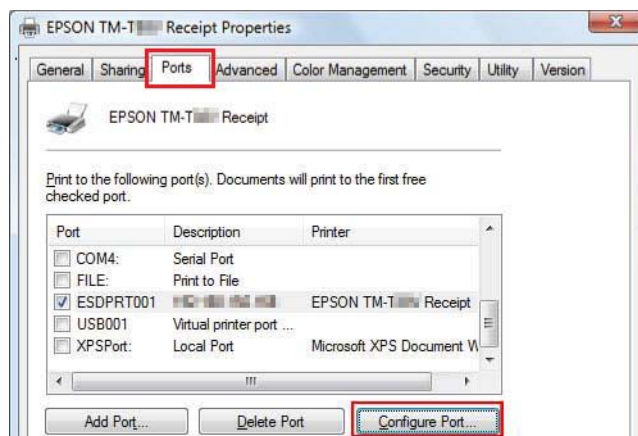 EPSON TM-T Receipt Properties
General Sharing Ports Advanced Color Management Security Utility Version
EPSON TM-T Receipt
Print to the following port(s). Documents will print to the first free
checked port.
Port Description Printer
COM4: Serial Port
FILE: Print to File
ESDPRT001 EPSON TM-T Receipt
USB001 Virtual printer port ...
XPSPort: Local Port Microsoft XPS Document W
Add Port... Delete Port Configure Port...